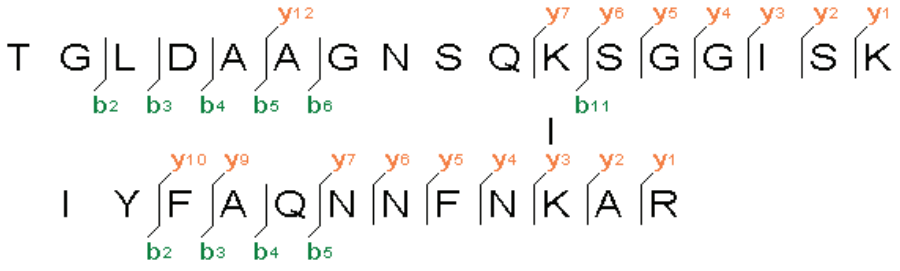 y12 y7 y6 y5 y4 y3 y2 y1
T G L D A A G N S Q K S G G I S K
b2 b3 b4 b5 b6 b11
I
y10 y9 y7 y6 y5 y4 y3 y2 y1
I Y F A Q N N F N K A R
b2 b3 b4 b5